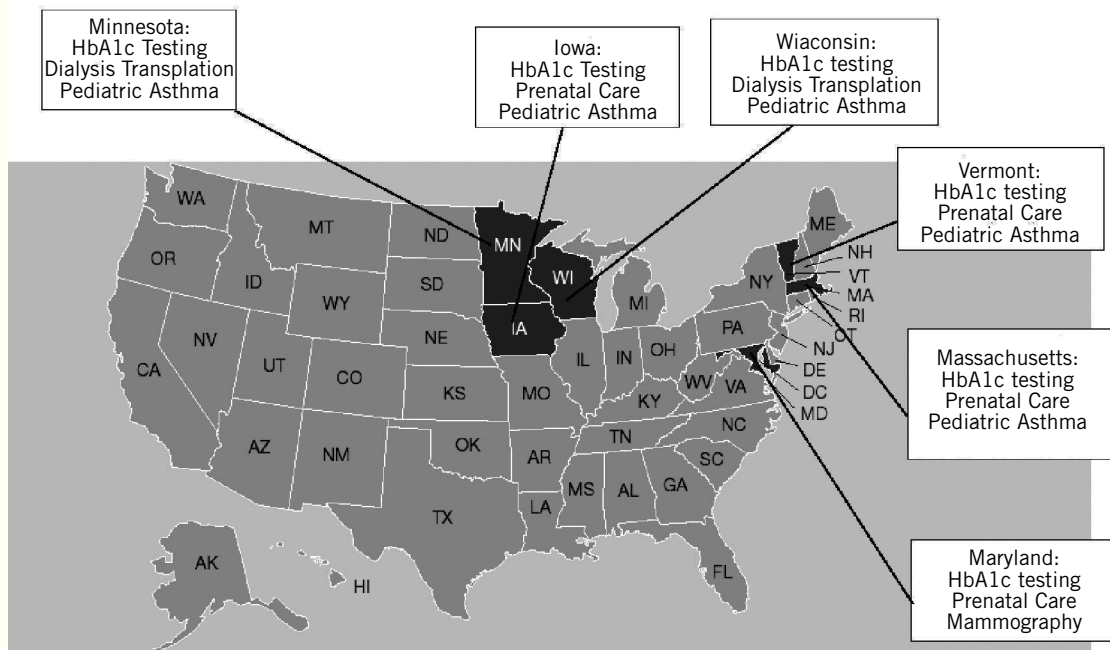 Minnesota:
HbA1c Testing
Dialysis Transplation
Pediatric Asthma
Iowa:
HbA1c Testing
Prenatal Care
Pediatric Asthma
Wiaconsin:
HbA1c testing
Dialysis Transplation
Pediatric Asthma
Vermont:
HbA1c testing
Prenatal Care
Pediatric Asthma
Massachusetts:
HbA1c testing
Prenatal Care
Pediatric Asthma
Maryland:
HbA1c testing
Prenatal Care
Mammography
WA
MT
ND
MN
ME
OR
ID
SD
WI
NH
VT
NY
MA
WY
MI
RI
CT
IA
PA
NE
NJ
NV
OH
IL
IN
DE
UT
CA
CO
WV
VA
DC
KS
MO
KY
MD
NC
TN
AZ
NM
OK
AR
SC
MS
AL
GA
TX
LA
AK
FL
HI